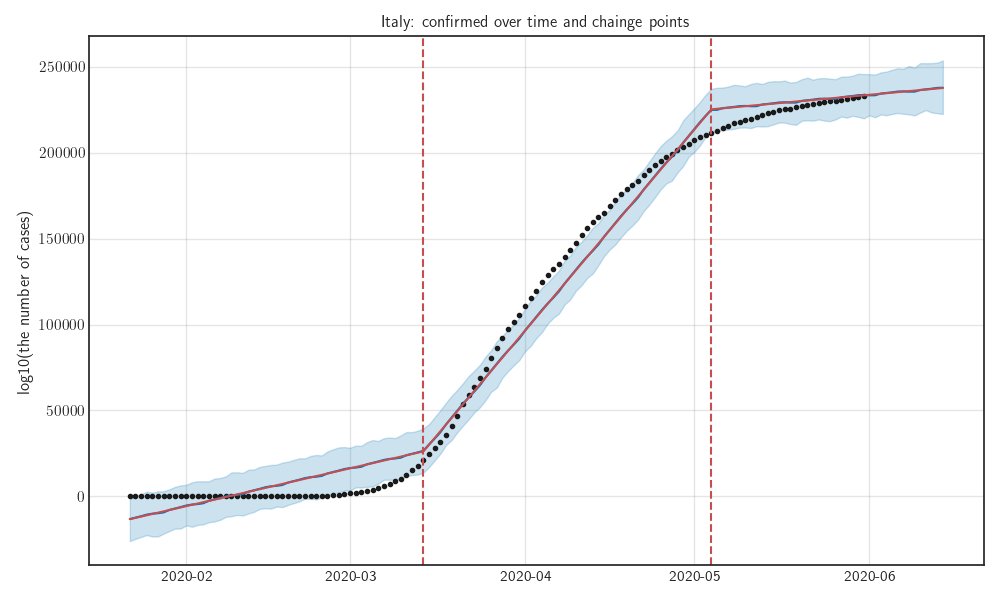 Italy: confirmed over time and chainge points
log10(the number of cases)
250000
200000
150000
100000
50000
0
2020-02 2020-03 2020-04 2020-05 2020-06